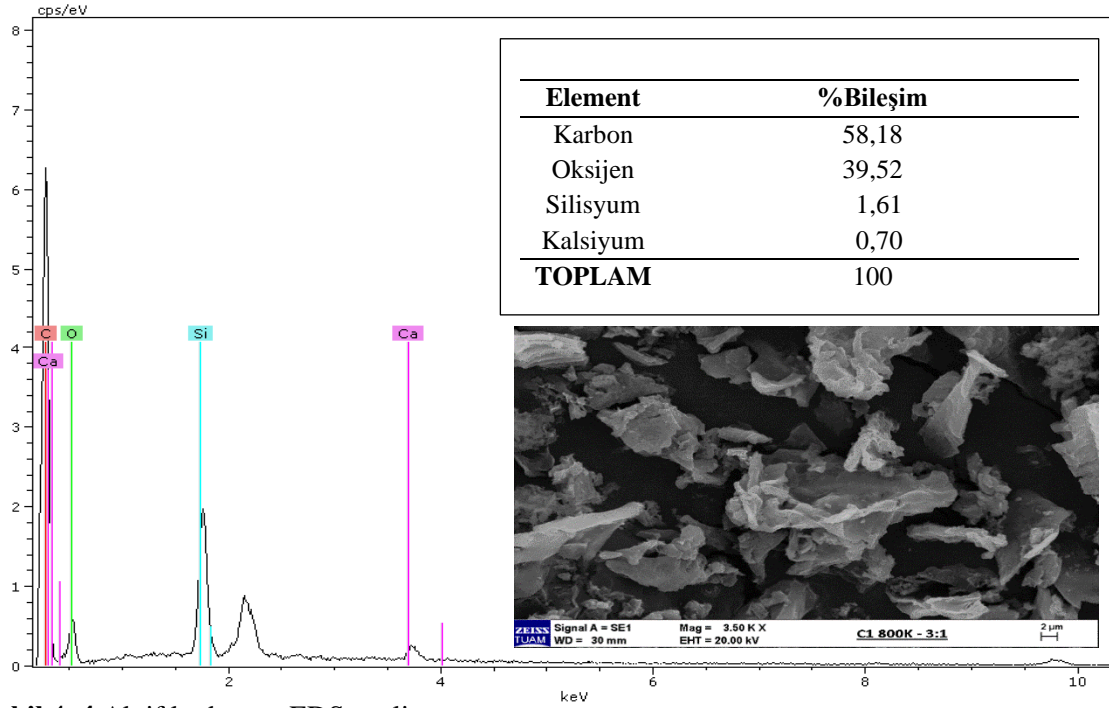 cps/eV
8
7
6
5
4
3
2
1
0
C O Si Ca
Ca
2 4 6 8 10
keV
Element %Bileşim
Karbon 58,18
Oksijen 39,52
Silisyum 1,61
Kalsiyum 0,70
TOPLAM 100
ZEISS TUAM
Signal A = SE1 Mag = 3.50 K X 2 µm
WD = 30 mm EHT = 20.00 kV C1 800K - 3:1